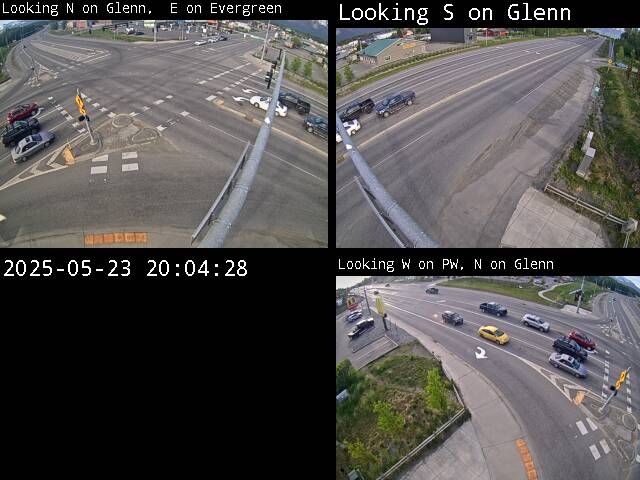 Looking N on Glenn,  E on Evergreen
Looking S on Glenn
2025-05-23 20:04:28
Looking W on PW, N on Glenn